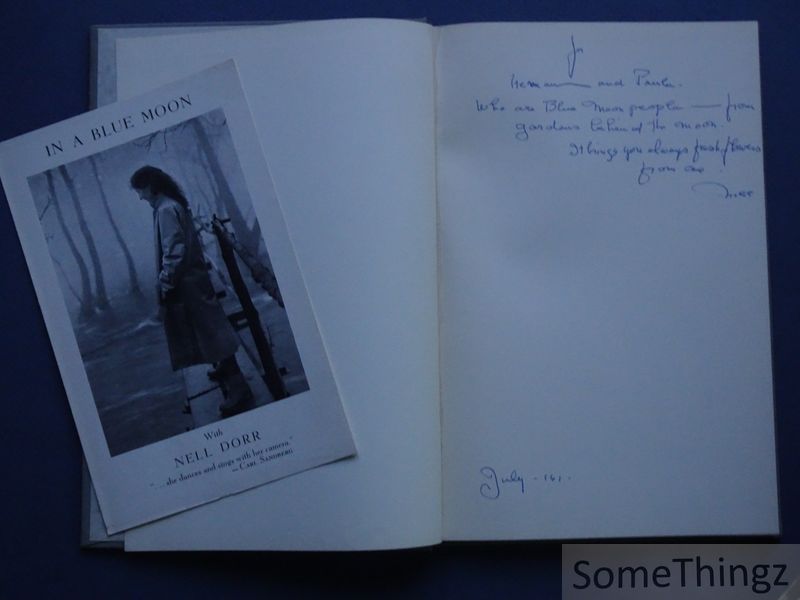 IN A BLUE MOON
With
NELL DORR
"... she dances and sings with her camera."
— CARL SANDBERG
for
Herman and Paula.
Who are Blue Moon people — from
gardens behind the moon.
It brings you always fresh flowers
from me.
July - '61.
SomeThingz